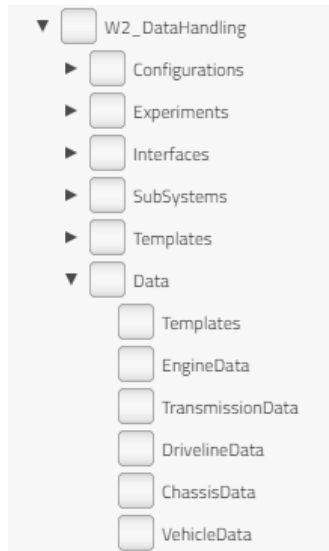 W2_DataHandling
Configurations
Experiments
Interfaces
SubSystems
Templates
Data
Templates
EngineData
TransmissionData
DrivelineData
ChassisData
VehicleData